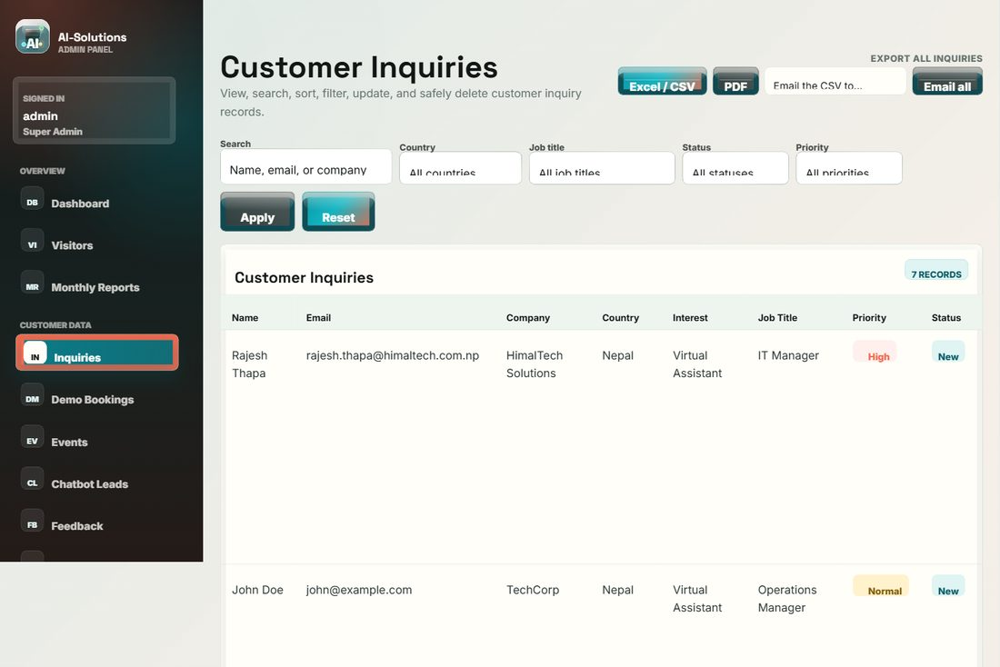 AI
AI-Solutions
ADMIN PANEL
SIGNED IN
admin
Super Admin
OVERVIEW
DB Dashboard
VI Visitors
MR Monthly Reports
CUSTOMER DATA
IN Inquiries
DM Demo Bookings
EV Events
CL Chatbot Leads
FB Feedback
Customer Inquiries
View, search, sort, filter, update, and safely delete customer inquiry
records.
EXPORT ALL INQUIRIES
Excel / CSV PDF Email the CSV to... Email all
Search Country Job title Status Priority
Name, email, or company All countries All job titles All statuses All priorities
Apply Reset
Customer Inquiries 7 RECORDS
Name Email Company Country Interest Job Title Priority Status
Rajesh rajesh.thapa@himaltech.com.np HimalTech Nepal Virtual IT Manager High New
Thapa Solutions Assistant
John Doe john@example.com TechCorp Nepal Virtual Operations Normal New
Assistant Manager